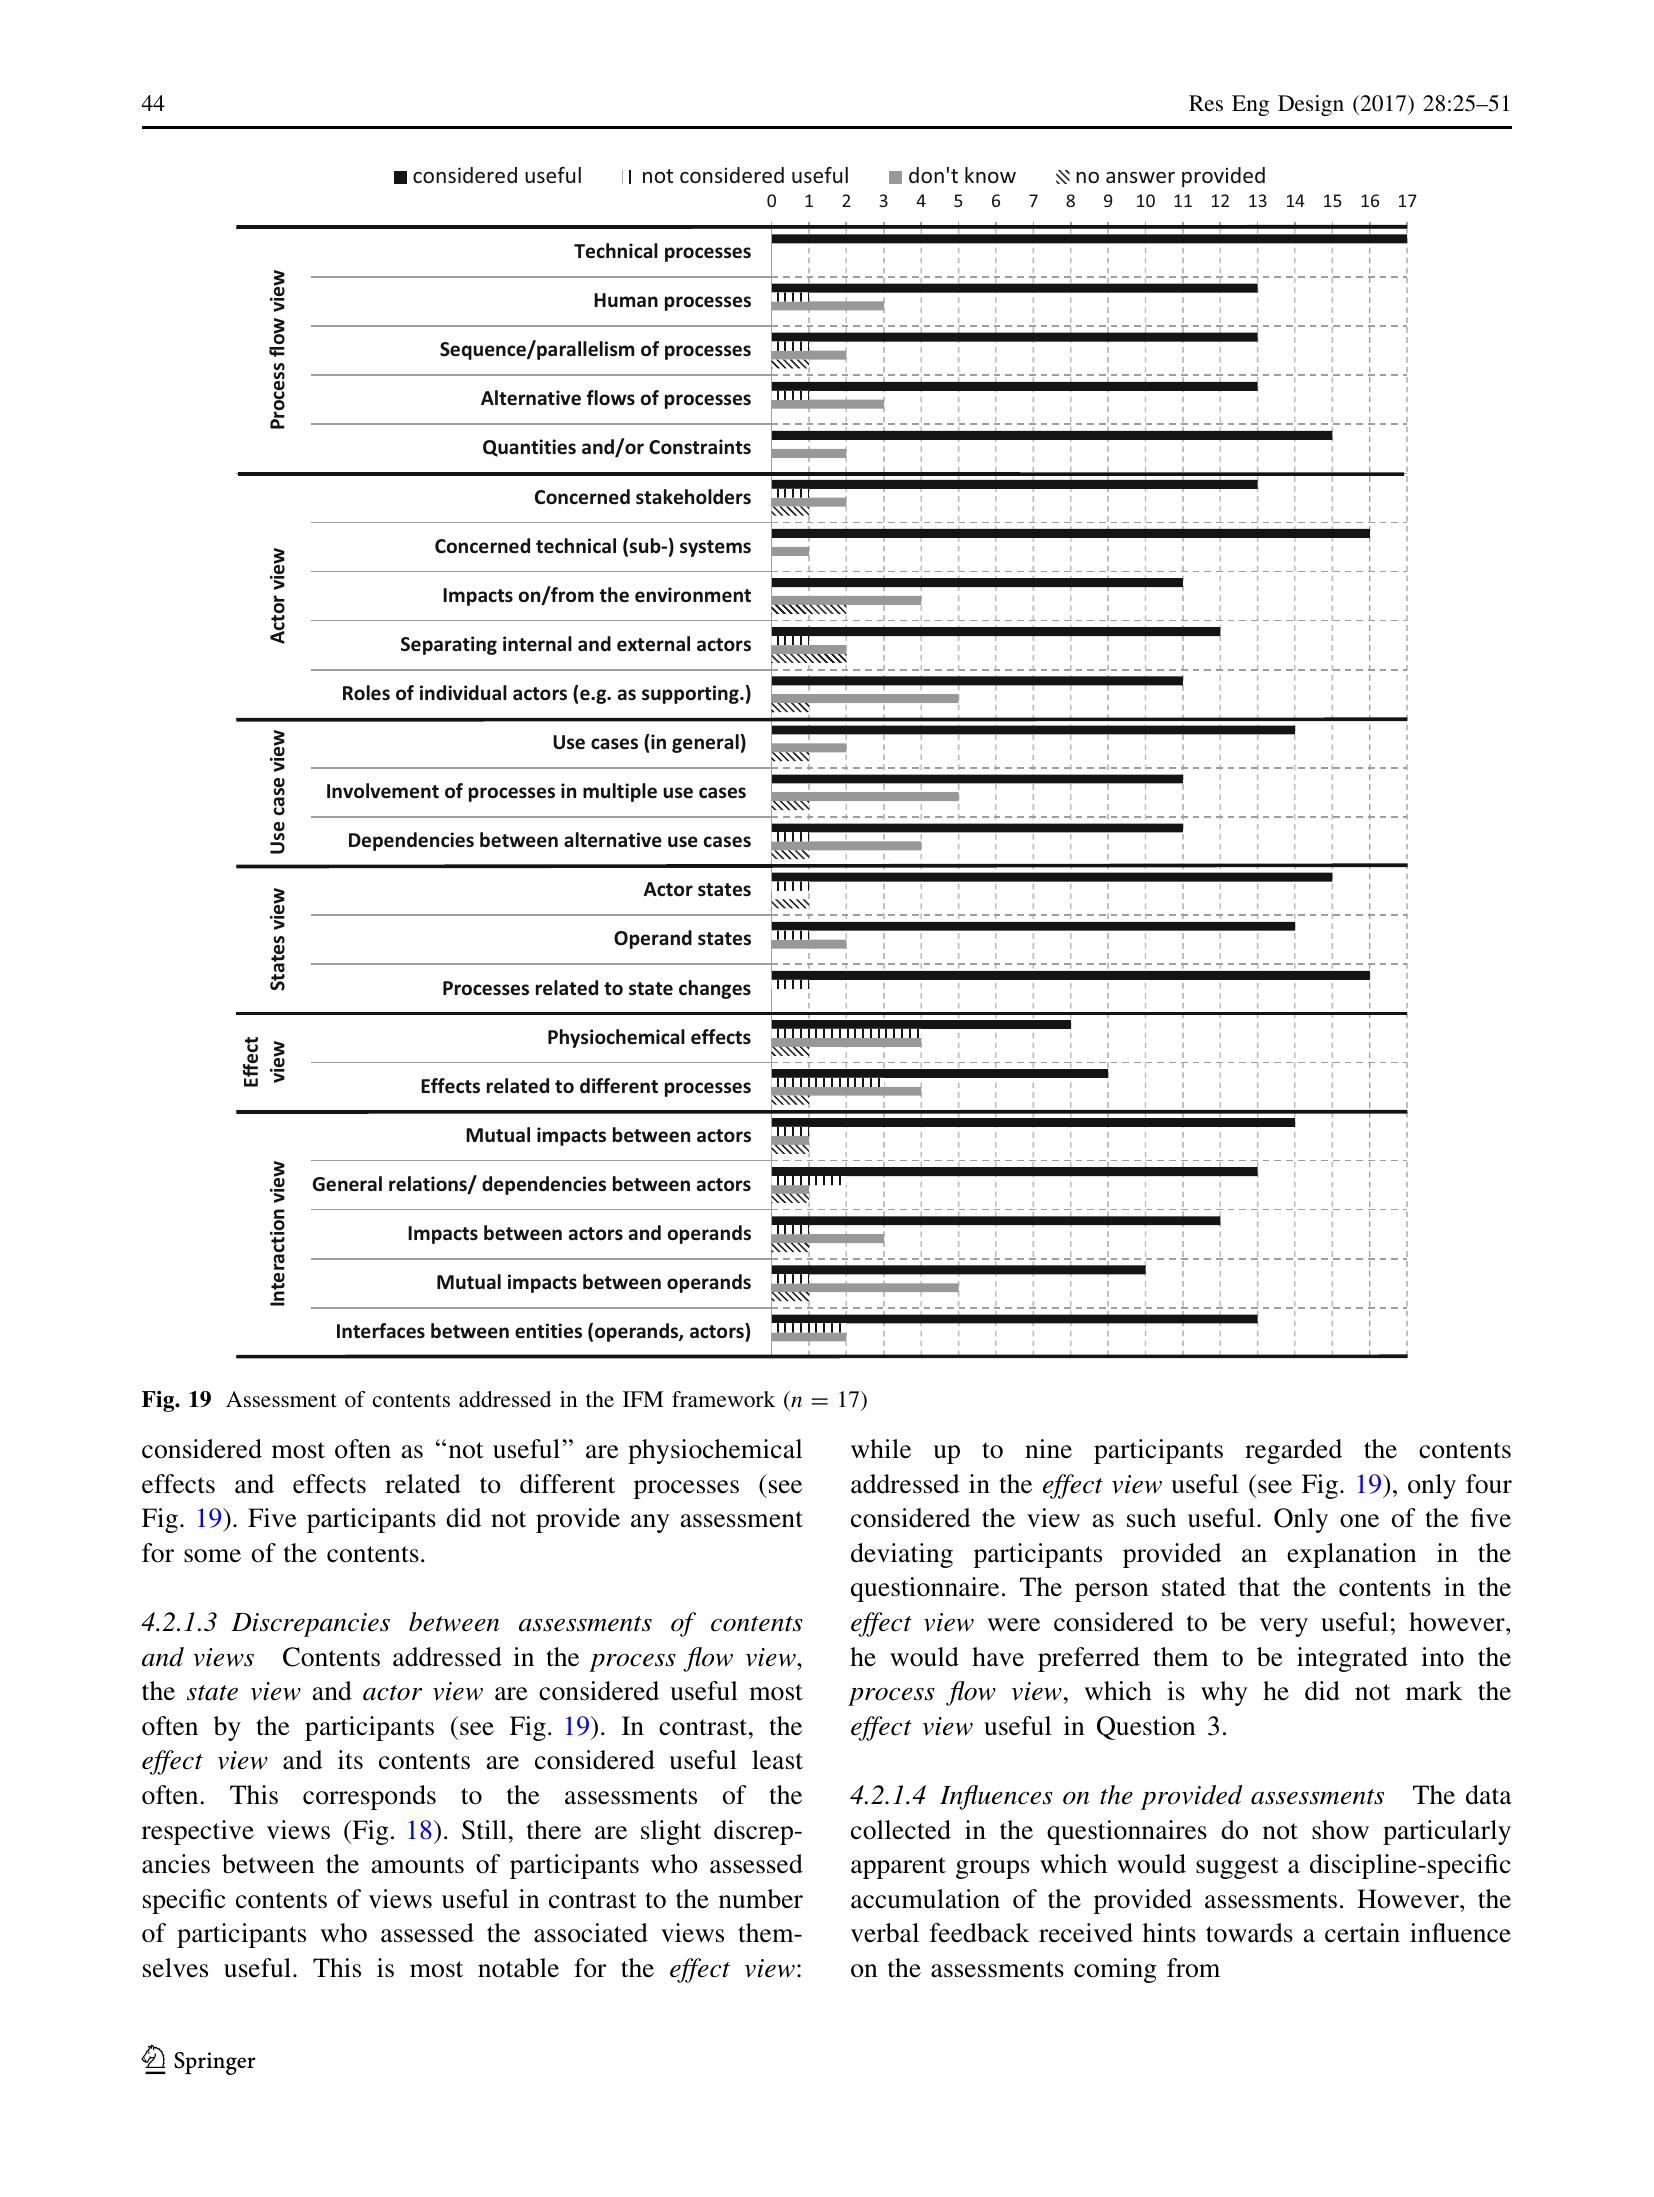 44
Res Eng Design (2017) 28:25–51
considered useful
not considered useful
don't know
no answer provided
0 1 2 3 4 5 6 7 8 9 10 11 12 13 14 15 16 17
Process flow view
Technical processes
Human processes
Sequence/parallelism of processes
Alternative flows of processes
Quantities and/or Constraints
Actor view
Concerned stakeholders
Concerned technical (sub-) systems
Impacts on/from the environment
Separating internal and external actors
Roles of individual actors (e.g. as supporting.)
Use case view
Use cases (in general)
Involvement of processes in multiple use cases
Dependencies between alternative use cases
States view
Actor states
Operand states
Processes related to state changes
Effect
view
Physiochemical effects
Effects related to different processes
Interaction view
Mutual impacts between actors
General relations/ dependencies between actors
Impacts between actors and operands
Mutual impacts between operands
Interfaces between entities (operands, actors)
Fig. 19 Assessment of contents addressed in the IFM framework (n = 17)
considered most often as “not useful” are physiochemical
effects and effects related to different processes (see
Fig. 19). Five participants did not provide any assessment
for some of the contents.
4.2.1.3 Discrepancies between assessments of contents
and views Contents addressed in the process flow view,
the state view and actor view are considered useful most
often by the participants (see Fig. 19). In contrast, the
effect view and its contents are considered useful least
often. This corresponds to the assessments of the
respective views (Fig. 18). Still, there are slight discrep-
ancies between the amounts of participants who assessed
specific contents of views useful in contrast to the number
of participants who assessed the associated views them-
selves useful. This is most notable for the effect view:
while up to nine participants regarded the contents
addressed in the effect view useful (see Fig. 19), only four
considered the view as such useful. Only one of the five
deviating participants provided an explanation in the
questionnaire. The person stated that the contents in the
effect view were considered to be very useful; however,
he would have preferred them to be integrated into the
process flow view, which is why he did not mark the
effect view useful in Question 3.
4.2.1.4 Influences on the provided assessments The data
collected in the questionnaires do not show particularly
apparent groups which would suggest a discipline-specific
accumulation of the provided assessments. However, the
verbal feedback received hints towards a certain influence
on the assessments coming from
Springer